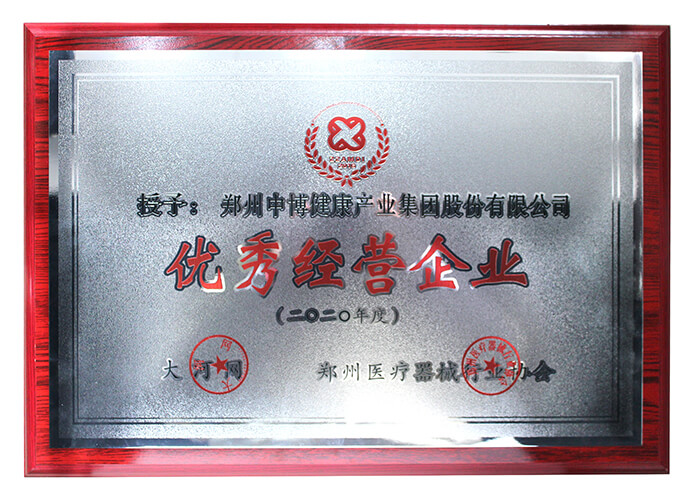 授予：郑州中博健康产业集团股份有限公司
优秀经营企业
（二〇二〇年度）
大河网 郑州医疗器械行业协会